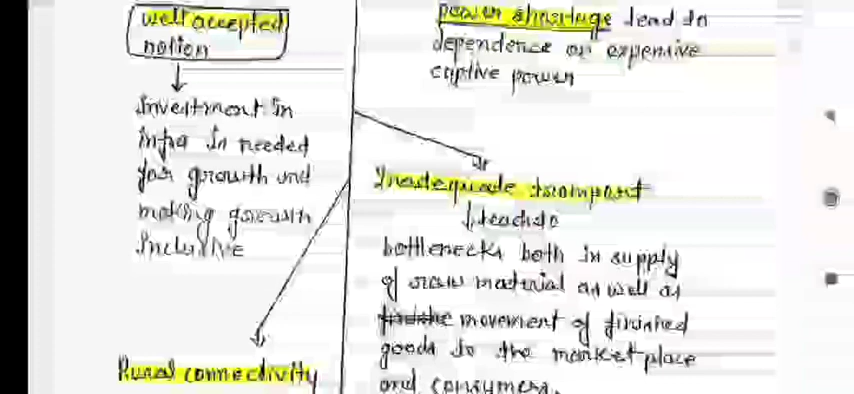 well accepted
notion
Investment in
infra is needed
for growth and
making growth
inclusive
Rural connectivity
power shortage lead to
dependence on expensive
captive power
Inadequate transport
leads to
bottlenecks both in supply
of raw material as well as
movement of finished
goods to the market place
and consumers.